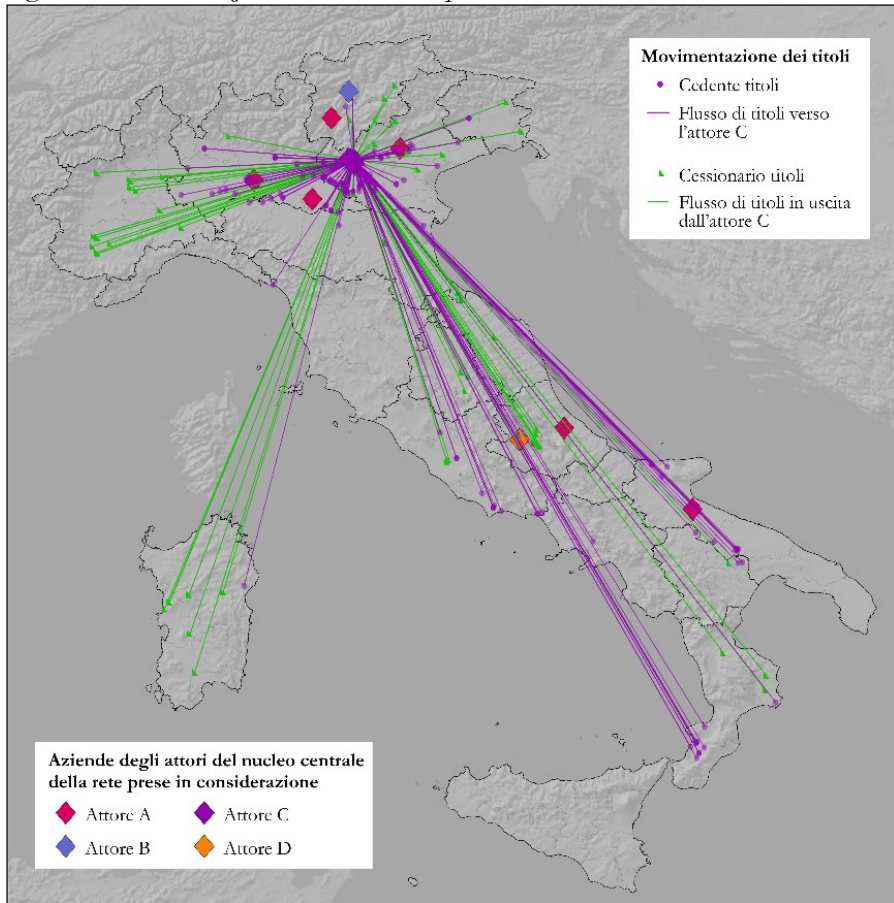 Movimentazione dei titoli
Cedente titoli
Flusso di titoli verso
l'attore C
Cessionario titoli
Flusso di titoli in uscita
dall'attore C
Aziende degli attori del nucleo centrale
della rete prese in considerazione
Attore A
Attore C
Attore B
Attore D